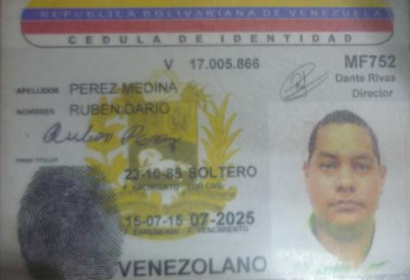 REPUBLICA BOLIVARIANA DE VENEZUELA
CEDULA DE IDENTIDAD
V 17.005.866
MF752
Dante Rivas
Director
APELLIDOS PEREZ MEDINA
NOMBRES RUBEN DARIO
FIRMA TITULAR
23-10-85 SOLTERO
F. NACIMIENTO EDO CIVIL
15-07-15 07-2025
F. EXPEDICION F. VENCIMIENTO
VENEZOLANO